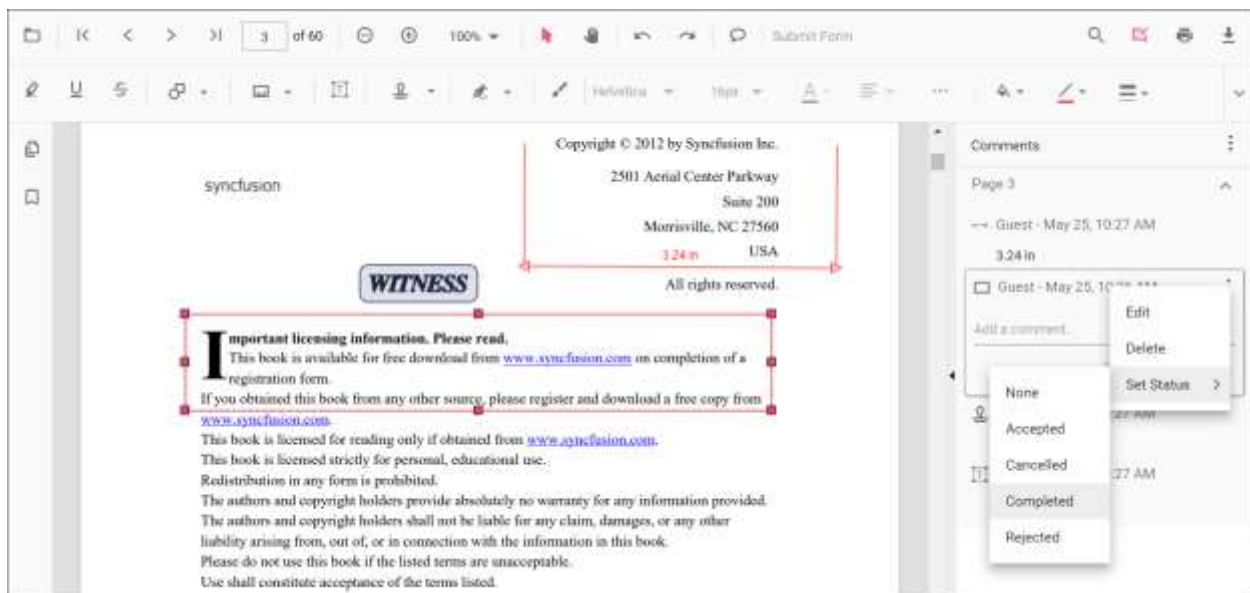 3 of 60 100% Submit Form
Helvetica 16px A
Copyright © 2012 by Syncfusion Inc.
2501 Aerial Center Parkway
Suite 200
Morrisville, NC 27560
USA
3.24 in
All rights reserved.
syncfusion
WITNESS
Important licensing information. Please read.
This book is available for free download from www.syncfusion.com on completion of a
registration form.
If you obtained this book from any other source, please register and download a free copy from
www.syncfusion.com.
This book is licensed for reading only if obtained from www.syncfusion.com.
This book is licensed strictly for personal, educational use.
Redistribution in any form is prohibited.
The authors and copyright holders provide absolutely no warranty for any information provided.
The authors and copyright holders shall not be liable for any claim, damages, or any other
liability arising from, out of, or in connection with the information in this book.
Please do not use this book if the listed terms are unacceptable.
Use shall constitute acceptance of the terms listed.
Comments
Page 3
Guest - May 25, 10:27 AM
3.24 in
Guest - May 25,
Add a comment..
Edit
Delete
Set Status
None
Accepted
Cancelled
Completed
Rejected
27 AM